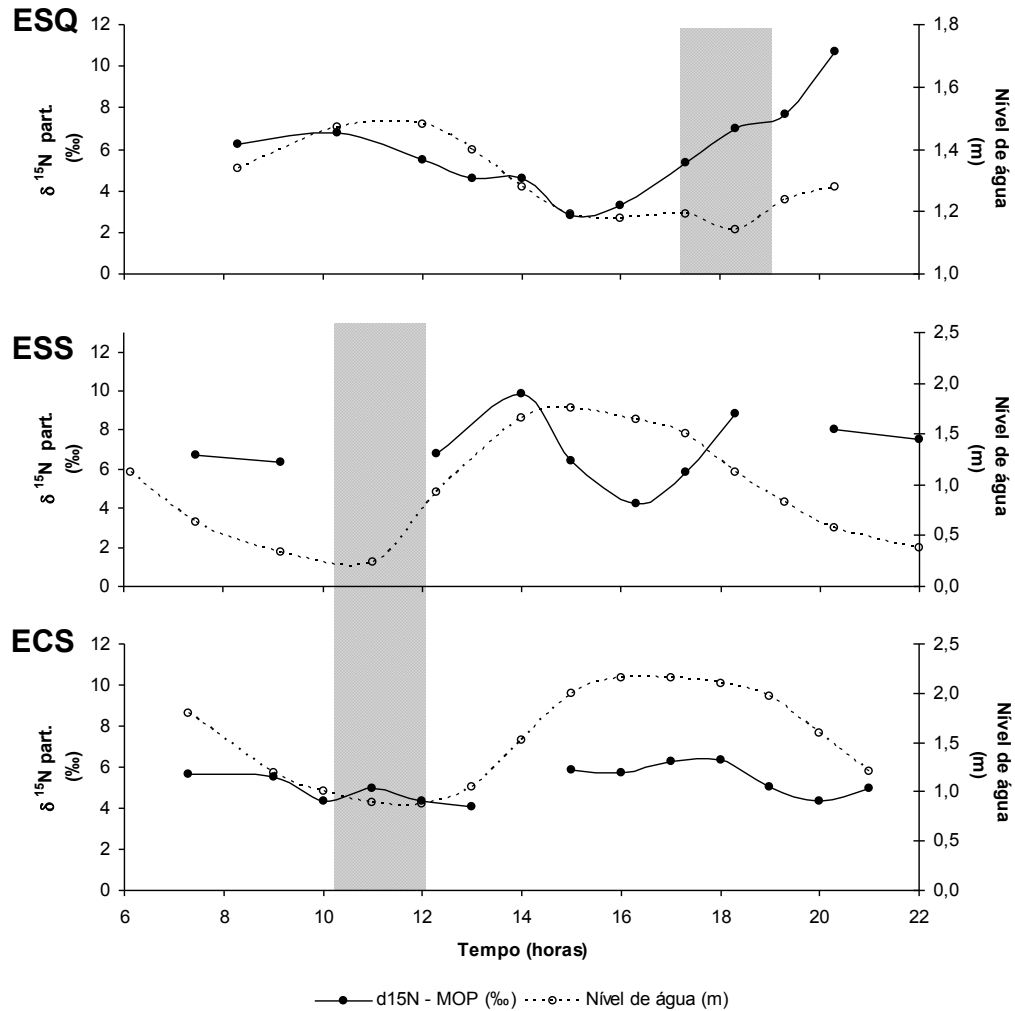 ESQ
12
10
8
6
4
2
0
δ 15N part.
(‰)
1,8
1,6
1,4
1,2
1,0
Nível de água
(m)
ESS
12
10
8
6
4
2
0
δ 15N part.
(‰)
2,5
2,0
1,5
1,0
0,5
0,0
Nível de água
(m)
ECS
12
10
8
6
4
2
0
δ 15N part.
(‰)
2,5
2,0
1,5
1,0
0,5
0,0
Nível de água
(m)
6 8 10 12 14 16 18 20 22
Tempo (horas)
d15N - MOP (‰) Nível de água (m)